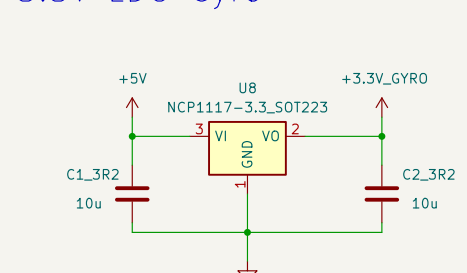 +5V
U8
+3.3V_GYRO
NCP1117-3.3_SOT223
3
VI
VO
2
GND
1
C1_3R2
10u
C2_3R2
10u